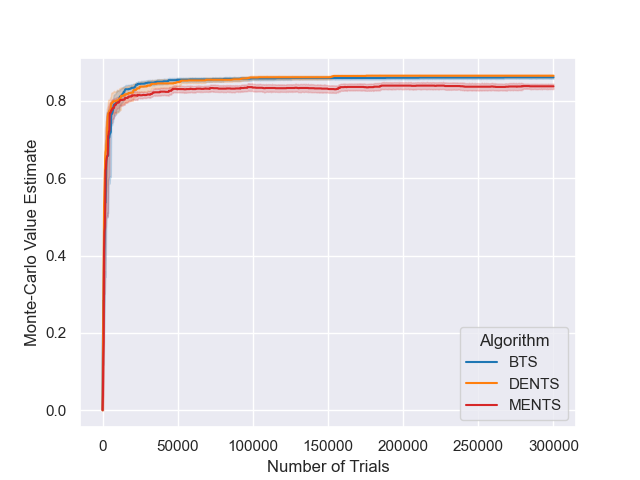 Monte-Carlo Value Estimate
0.8
0.6
0.4
0.2
0.0
0 50000 100000 150000 200000 250000 300000
Number of Trials
Algorithm
BTS
DENTS
MENTS